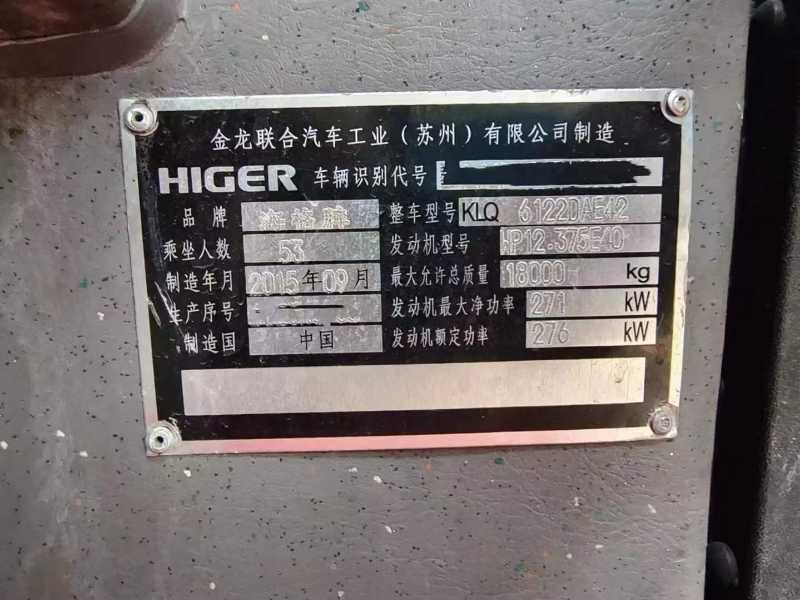 金龙联合汽车工业（苏州）有限公司制造
HIGER 车辆识别代号
品牌 海格牌 整车型号 KLQ 6122DAE42
乘坐人数 53 发动机型号 WP12.375E40
制造年月 2015年09月 最大允许总质量 18000 kg
生产序号 发动机最大净功率 271 kW
制造国 中国 发动机额定功率 276 kW